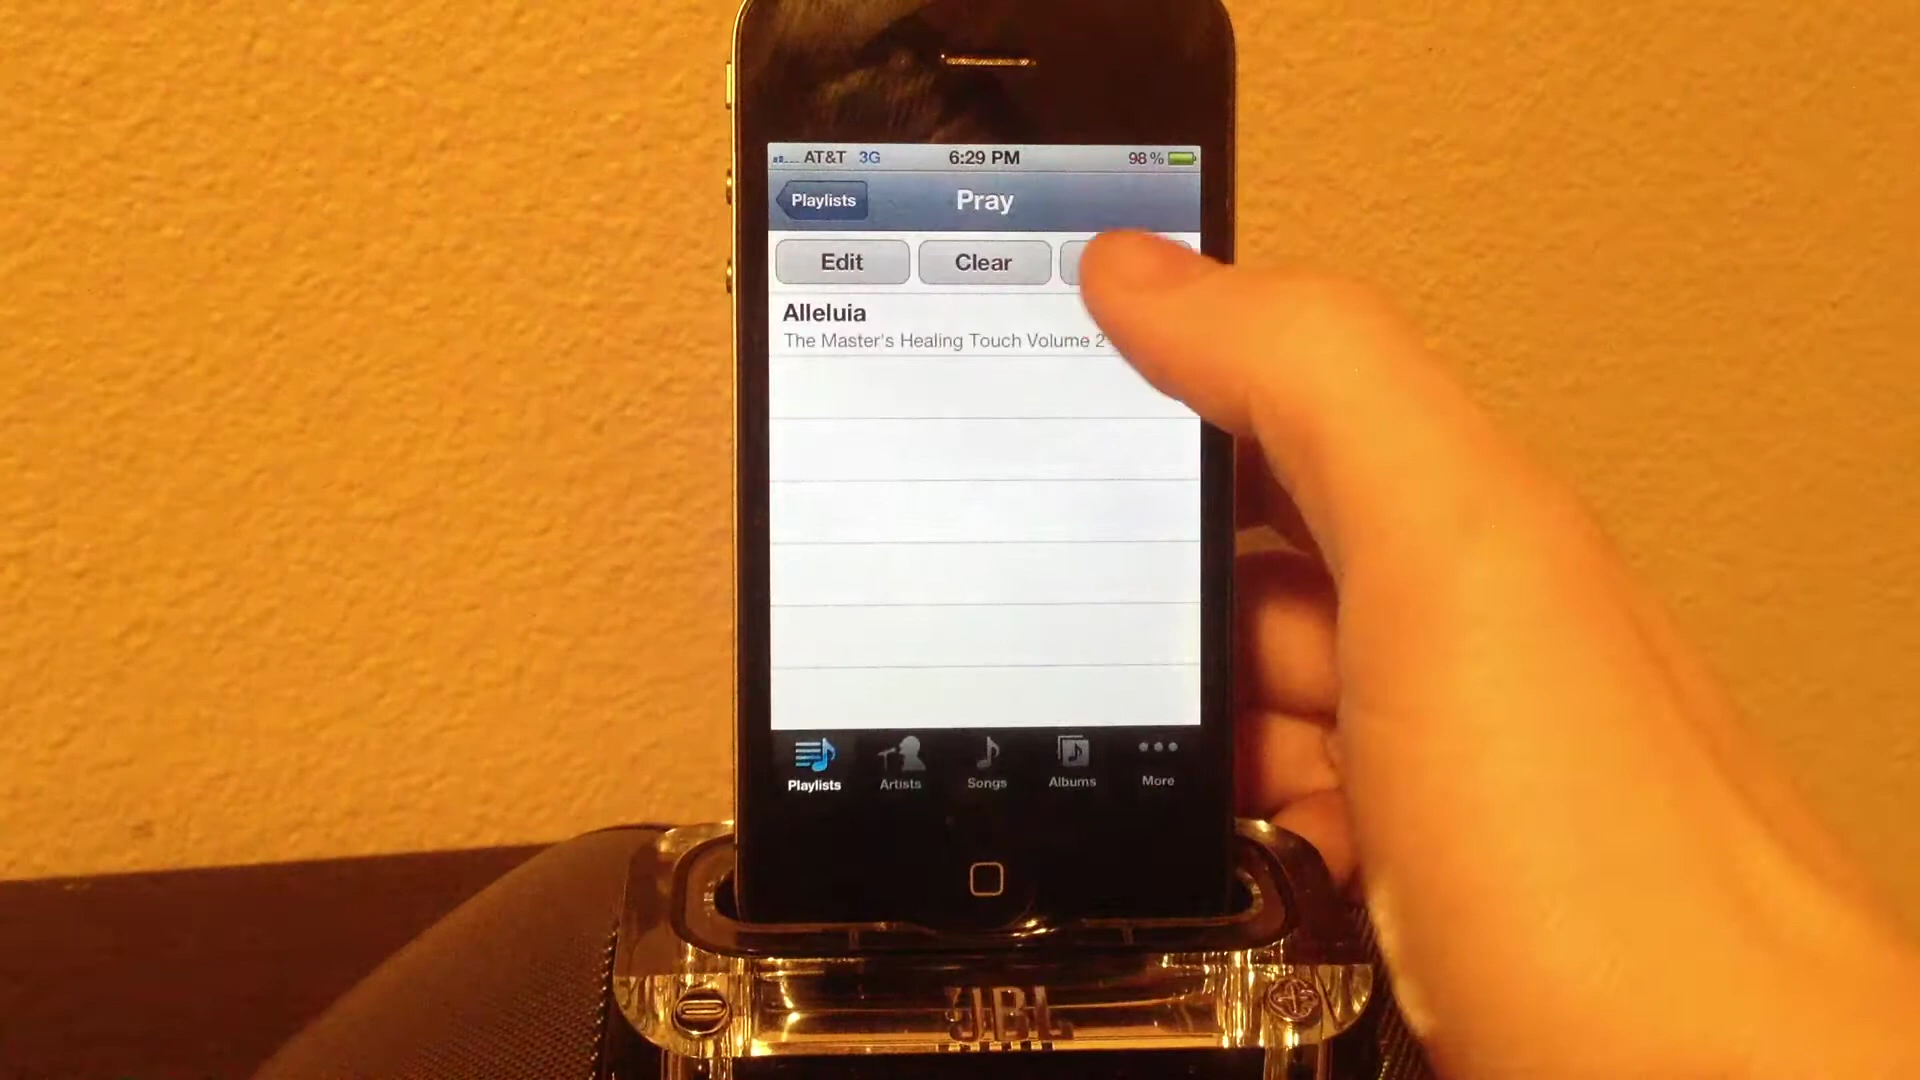 AT&T 3G 6:29 PM 98%
Playlists Pray
Edit Clear
Alleluia
The Master's Healing Touch Volume 2
Playlists Artists Songs Albums More
JBL